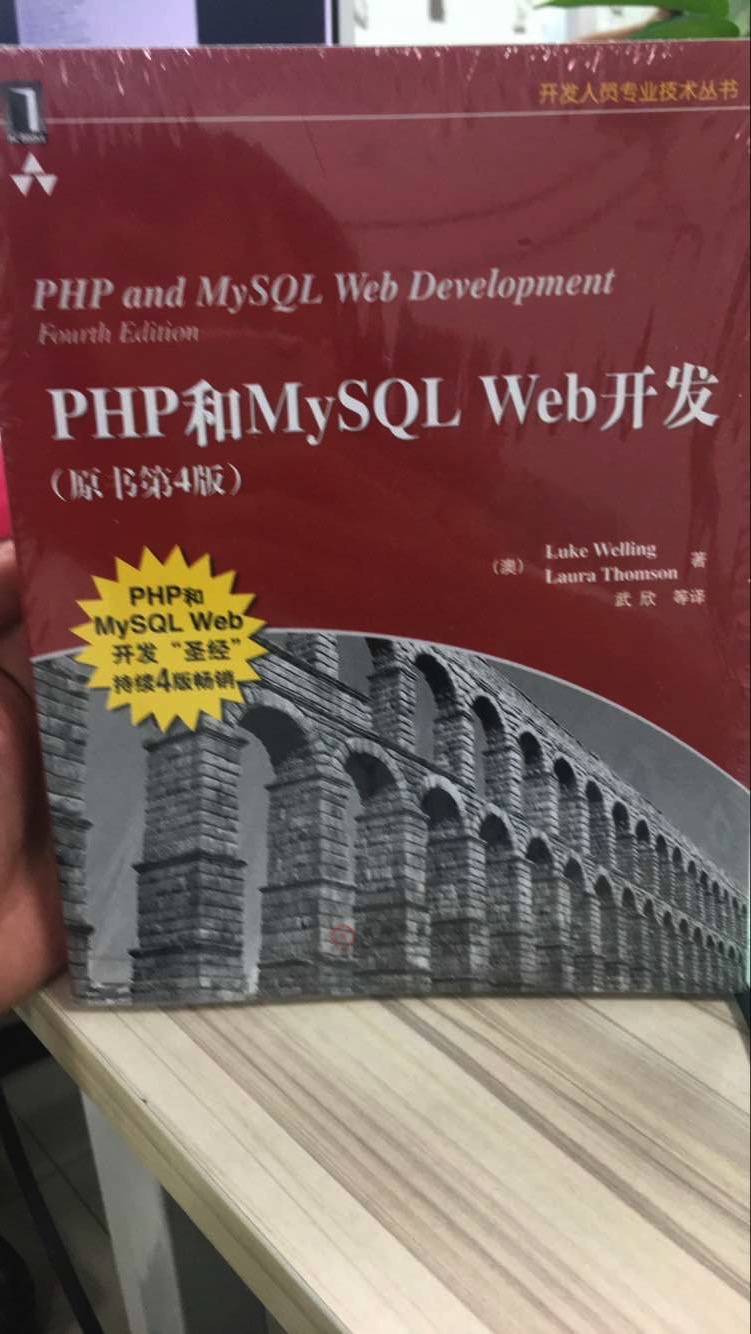 开发人员专业技术丛书
PHP and MySQL Web Development
Fourth Edition
PHP和MySQL Web开发
（原书第4版）
（澳） Luke Welling
Laura Thomson 著
武 欣 等译
PHP和
MySQL Web
开发“圣经”
持续4版畅销